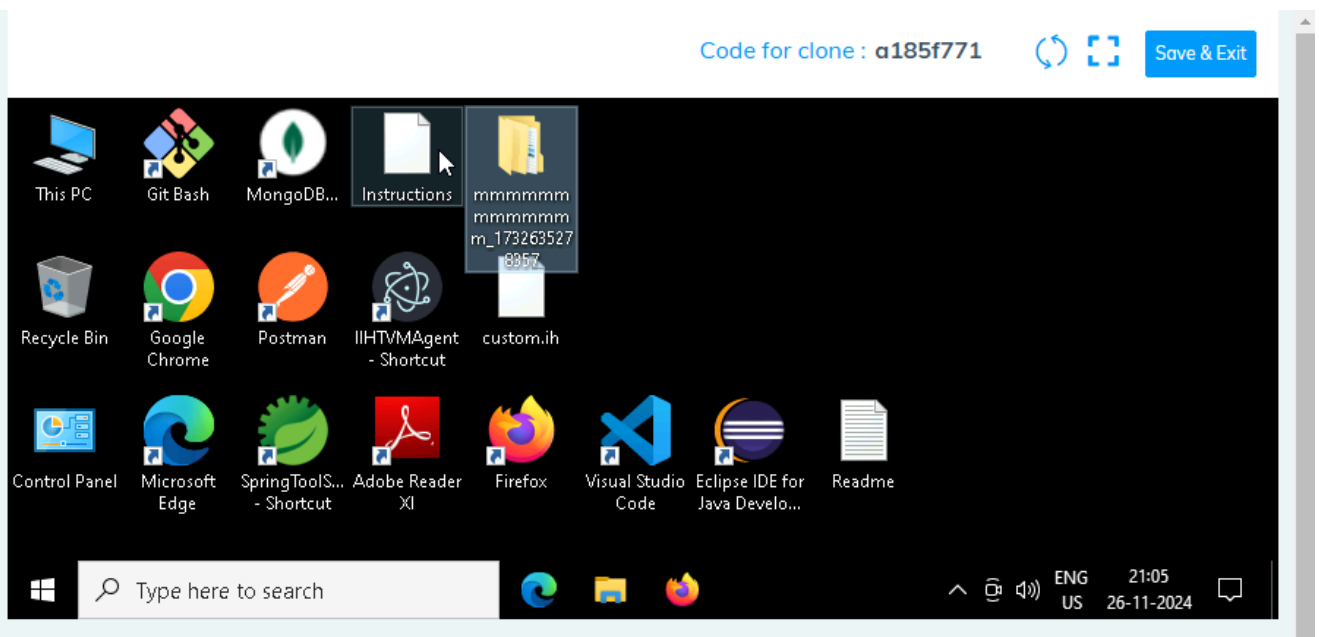 Code for clone : a185f771
Save & Exit
This PC
Git Bash
MongoDB...
Instructions
mmmmmm
mmmmmm
m_173263527
8357
Recycle Bin
Google
Chrome
Postman
IIHTVMAgent
- Shortcut
custom.ih
Control Panel
Microsoft
Edge
SpringToolS...
- Shortcut
Adobe Reader
XI
Firefox
Visual Studio
Code
Eclipse IDE for
Java Develo...
Readme
Type here to search
ENG
US
21:05
26-11-2024